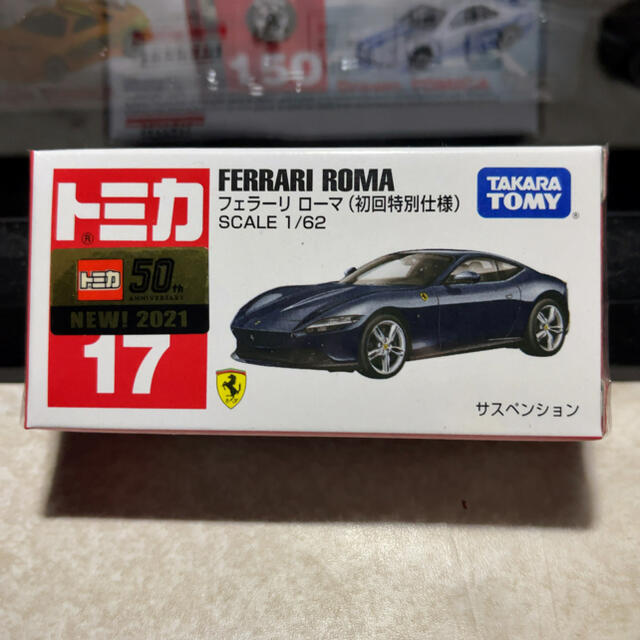 150
トミカ
®
トミカ 50th
ANNIVERSARY
NEW! 2021
17
FERRARI ROMA
フェラーリ ローマ (初回特別仕様)
SCALE 1/62
TAKARA
TOMY®
サスペンション